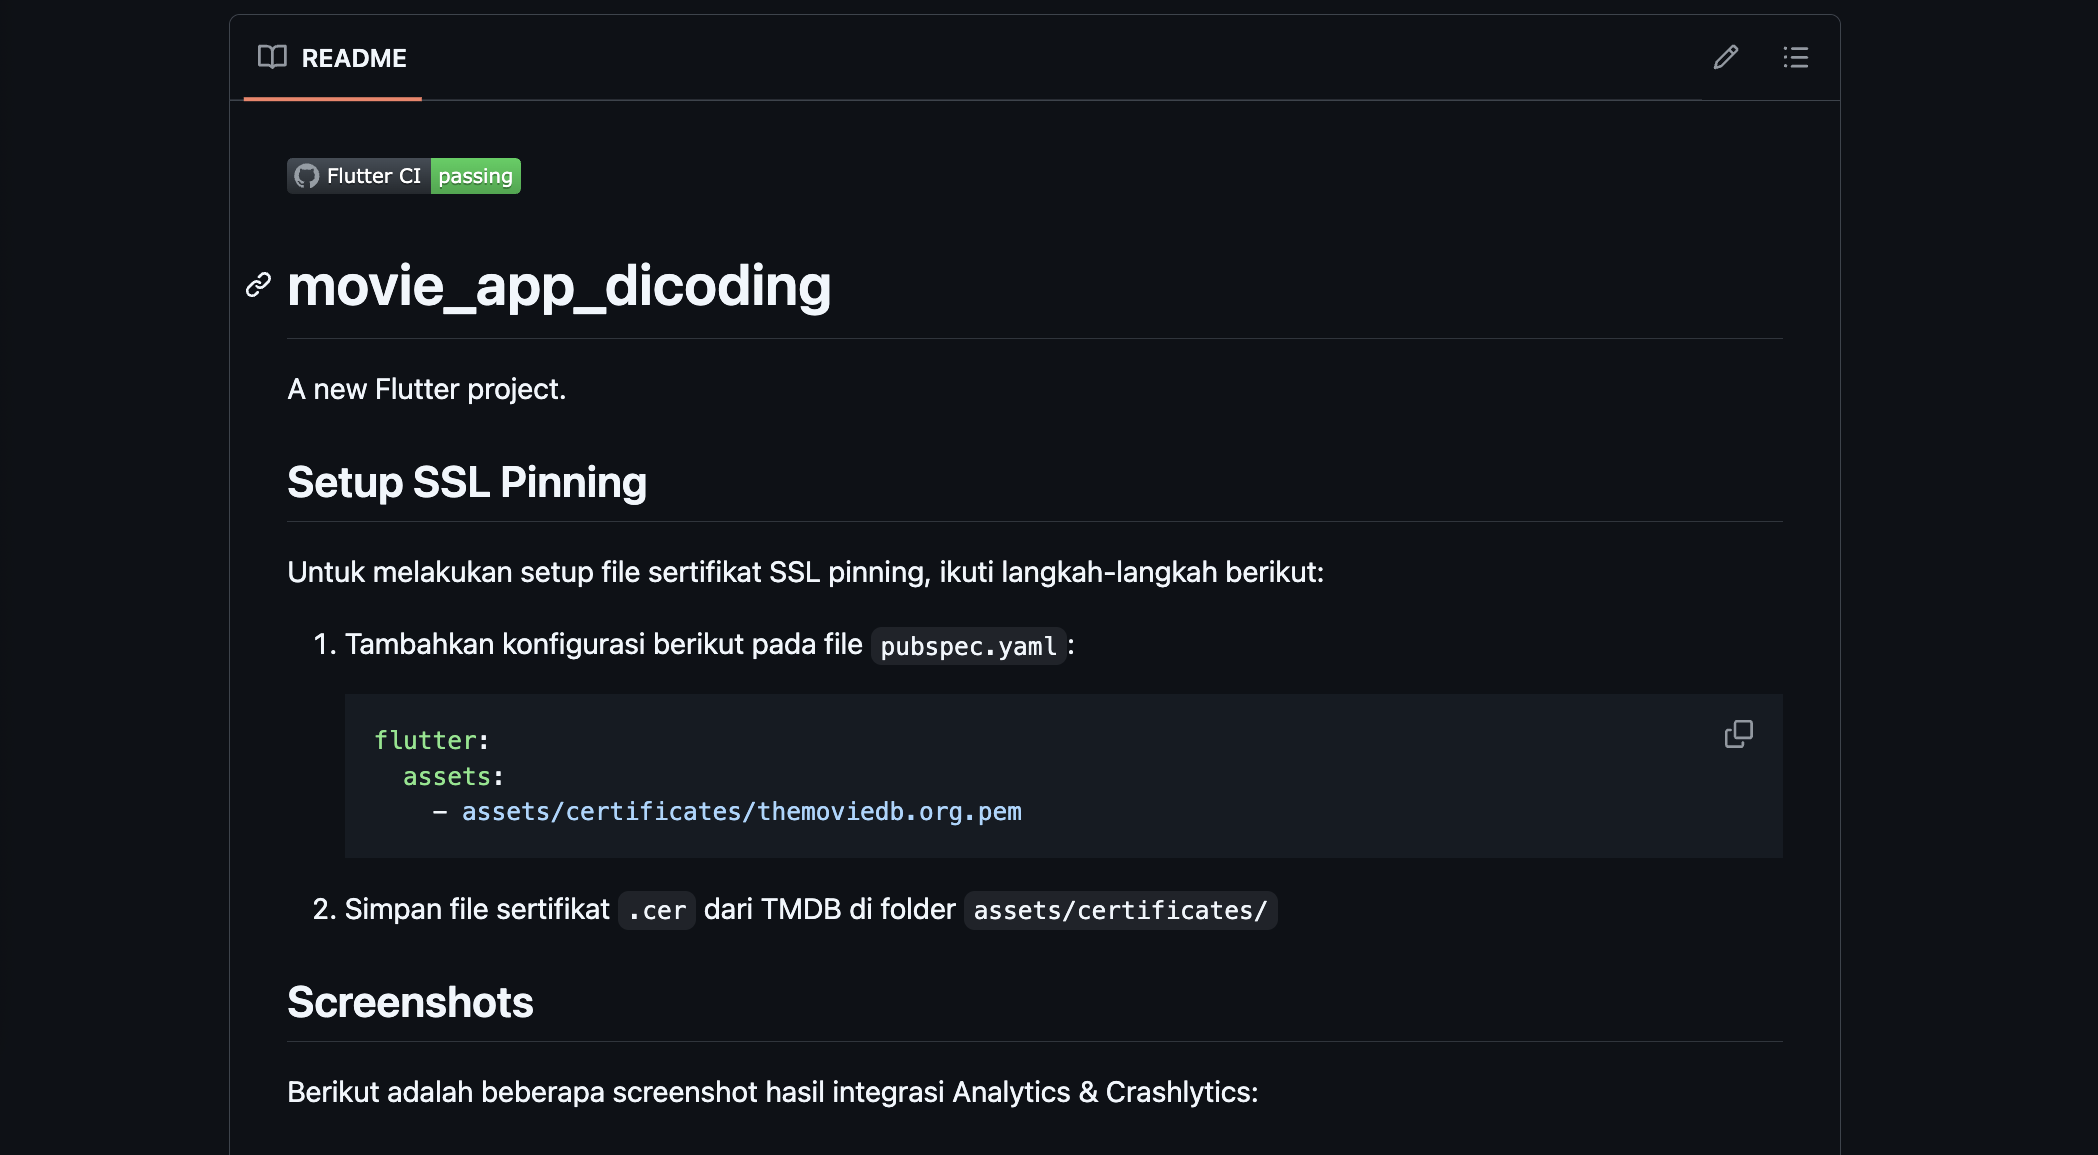 README
Flutter CI passing
movie_app_dicoding
A new Flutter project.
Setup SSL Pinning
Untuk melakukan setup file sertifikat SSL pinning, ikuti langkah-langkah berikut:
1. Tambahkan konfigurasi berikut pada file pubspec.yaml:
flutter:
  assets:
    - assets/certificates/themoviedb.org.pem
2. Simpan file sertifikat .cer dari TMDB di folder assets/certificates/
Screenshots
Berikut adalah beberapa screenshot hasil integrasi Analytics & Crashlytics: